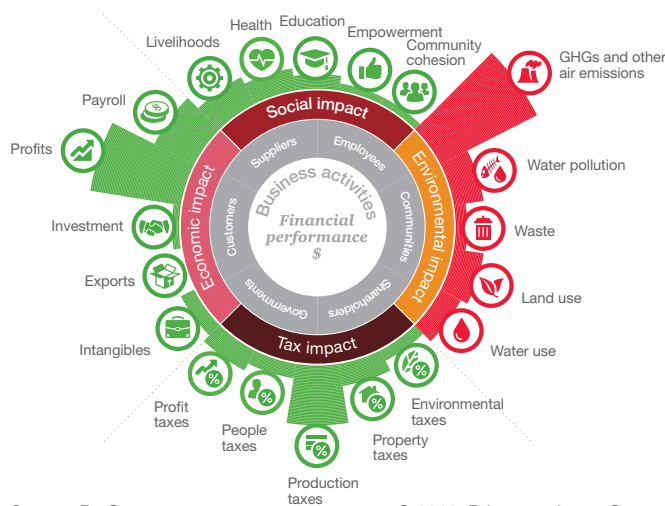 Education
Health
Empowerment
Livelihoods
Community
cohesion
GHGs and other
air emissions
Payroll
Social impact
Profits
Suppliers
Employees
Water pollution
Business activities
Economic impact
Environmental impact
Investment
Customers
Financial
performance
$
Communities
Waste
Exports
Land use
Governments
Shareholders
Intangibles
Tax impact
Water use
Profit
taxes
People
taxes
Production
taxes
Property
taxes
Environmental
taxes
%
%
%
%
%